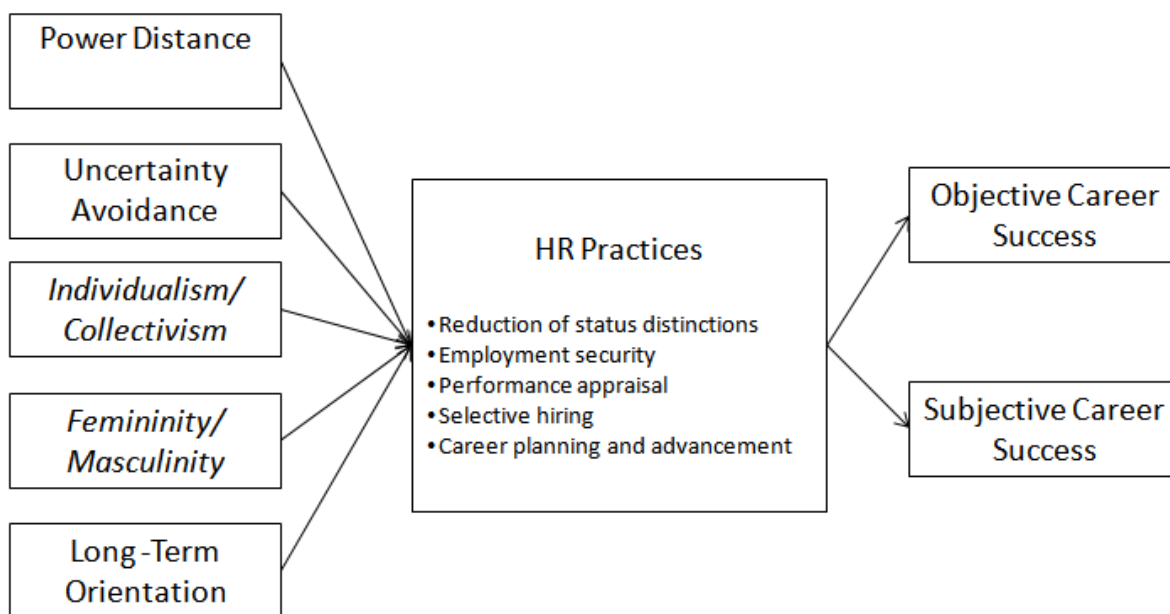 Power Distance
Uncertainty
Avoidance
Individualism/
Collectivism
Femininity/
Masculinity
Long-Term
Orientation
HR Practices
•Reduction of status distinctions
•Employment security
•Performance appraisal
•Selective hiring
•Career planning and advancement
Objective Career
Success
Subjective Career
Success